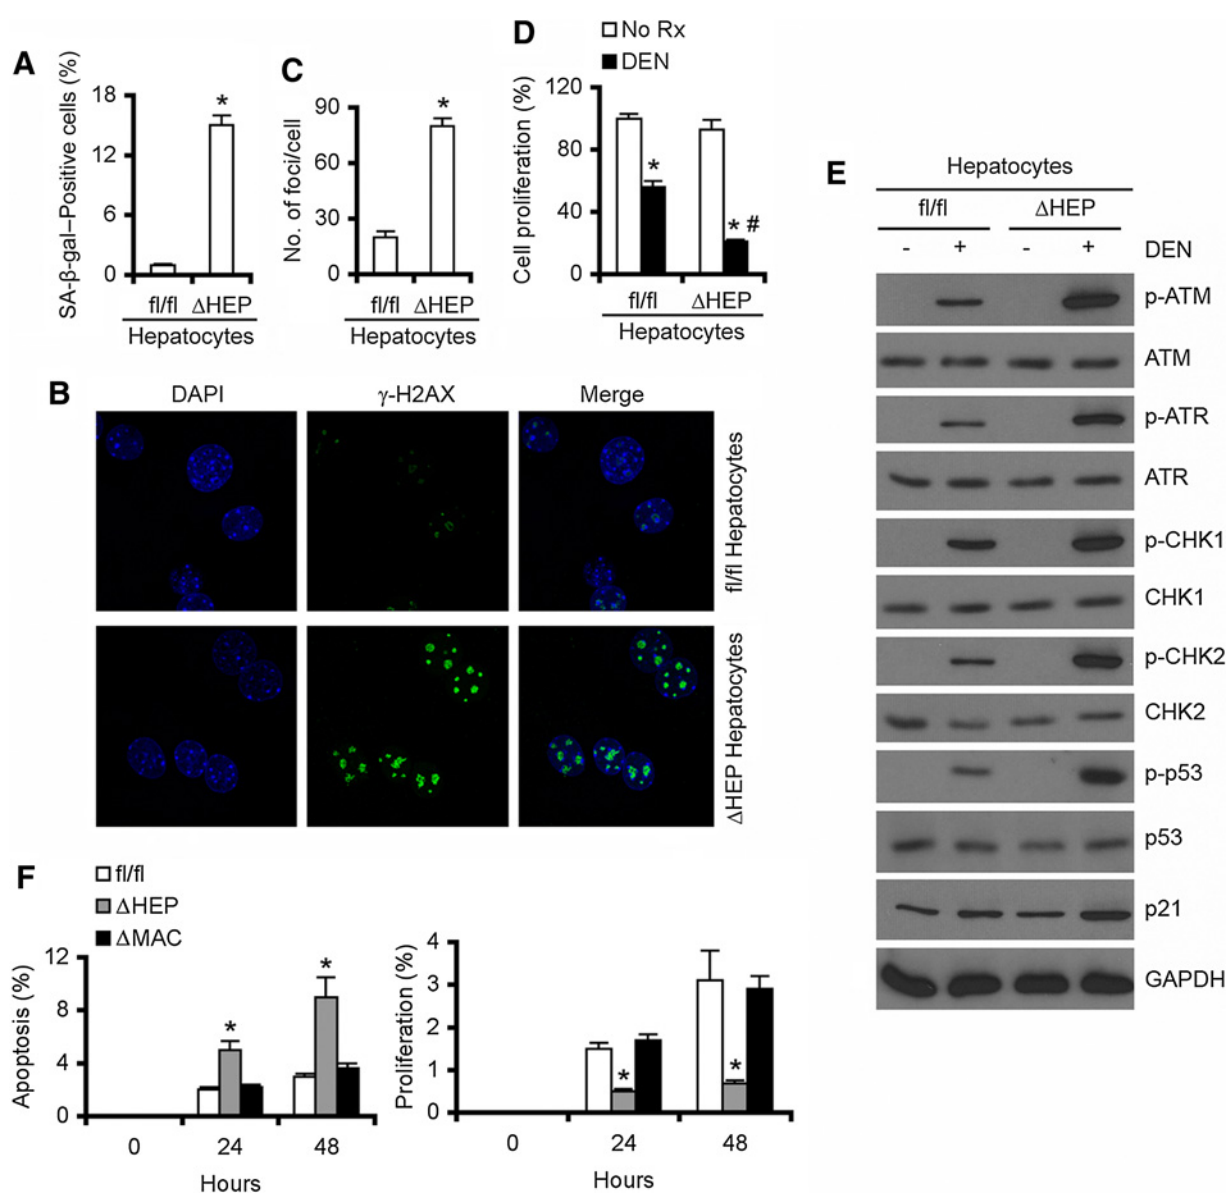 A
SA-β-gal–Positive cells (%)
18
12
6
0
*
fl/fl ΔHEP
Hepatocytes
C
No. of foci/cell
90
60
30
0
*
fl/fl ΔHEP
Hepatocytes
D
No Rx
DEN
Cell proliferation (%)
120
80
40
0
*
* #
fl/fl ΔHEP
Hepatocytes
B
DAPI γ-H2AX Merge
fl/fl Hepatocytes
ΔHEP Hepatocytes
E
Hepatocytes
fl/fl ΔHEP
- + - + DEN
p-ATM
ATM
p-ATR
ATR
p-CHK1
CHK1
p-CHK2
CHK2
p-p53
p53
p21
GAPDH
F
fl/fl
ΔHEP
ΔMAC
Apoptosis (%)
12
8
4
0
*
*
0 24 48
Hours
Proliferation (%)
4
3
2
1
0
*
*
0 24 48
Hours